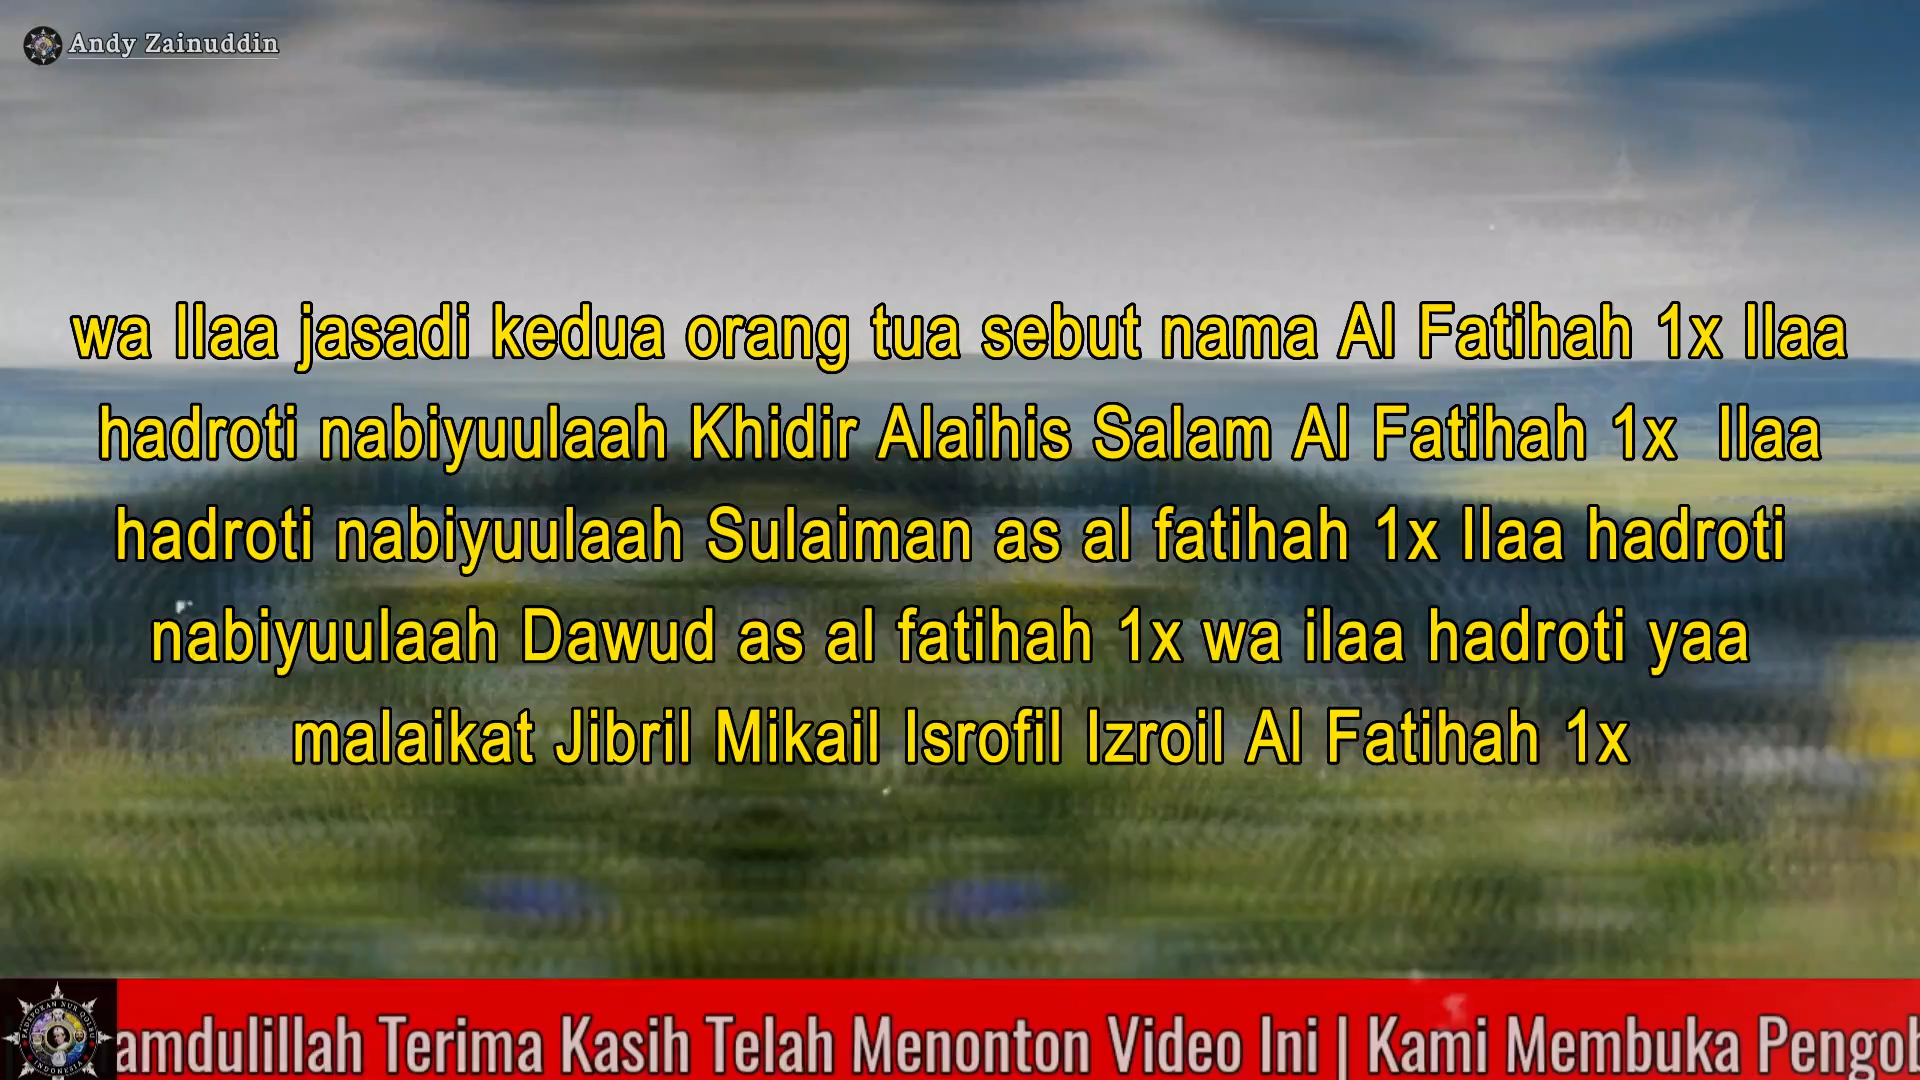 Andy Zainuddin
wa Ilaa jasadi kedua orang tua sebut nama Al Fatihah 1x Ilaa
hadroti nabiyuulaah Khidir Alaihis Salam Al Fatihah 1x Ilaa
hadroti nabiyuulaah Sulaiman as al fatihah 1x Ilaa hadroti
nabiyuulaah Dawud as al fatihah 1x wa ilaa hadroti yaa
malaikat Jibril Mikail Isrofil Izroil Al Fatihah 1x
amdulillah Terima Kasih Telah Menonton Video Ini | Kami Membuka Pengob